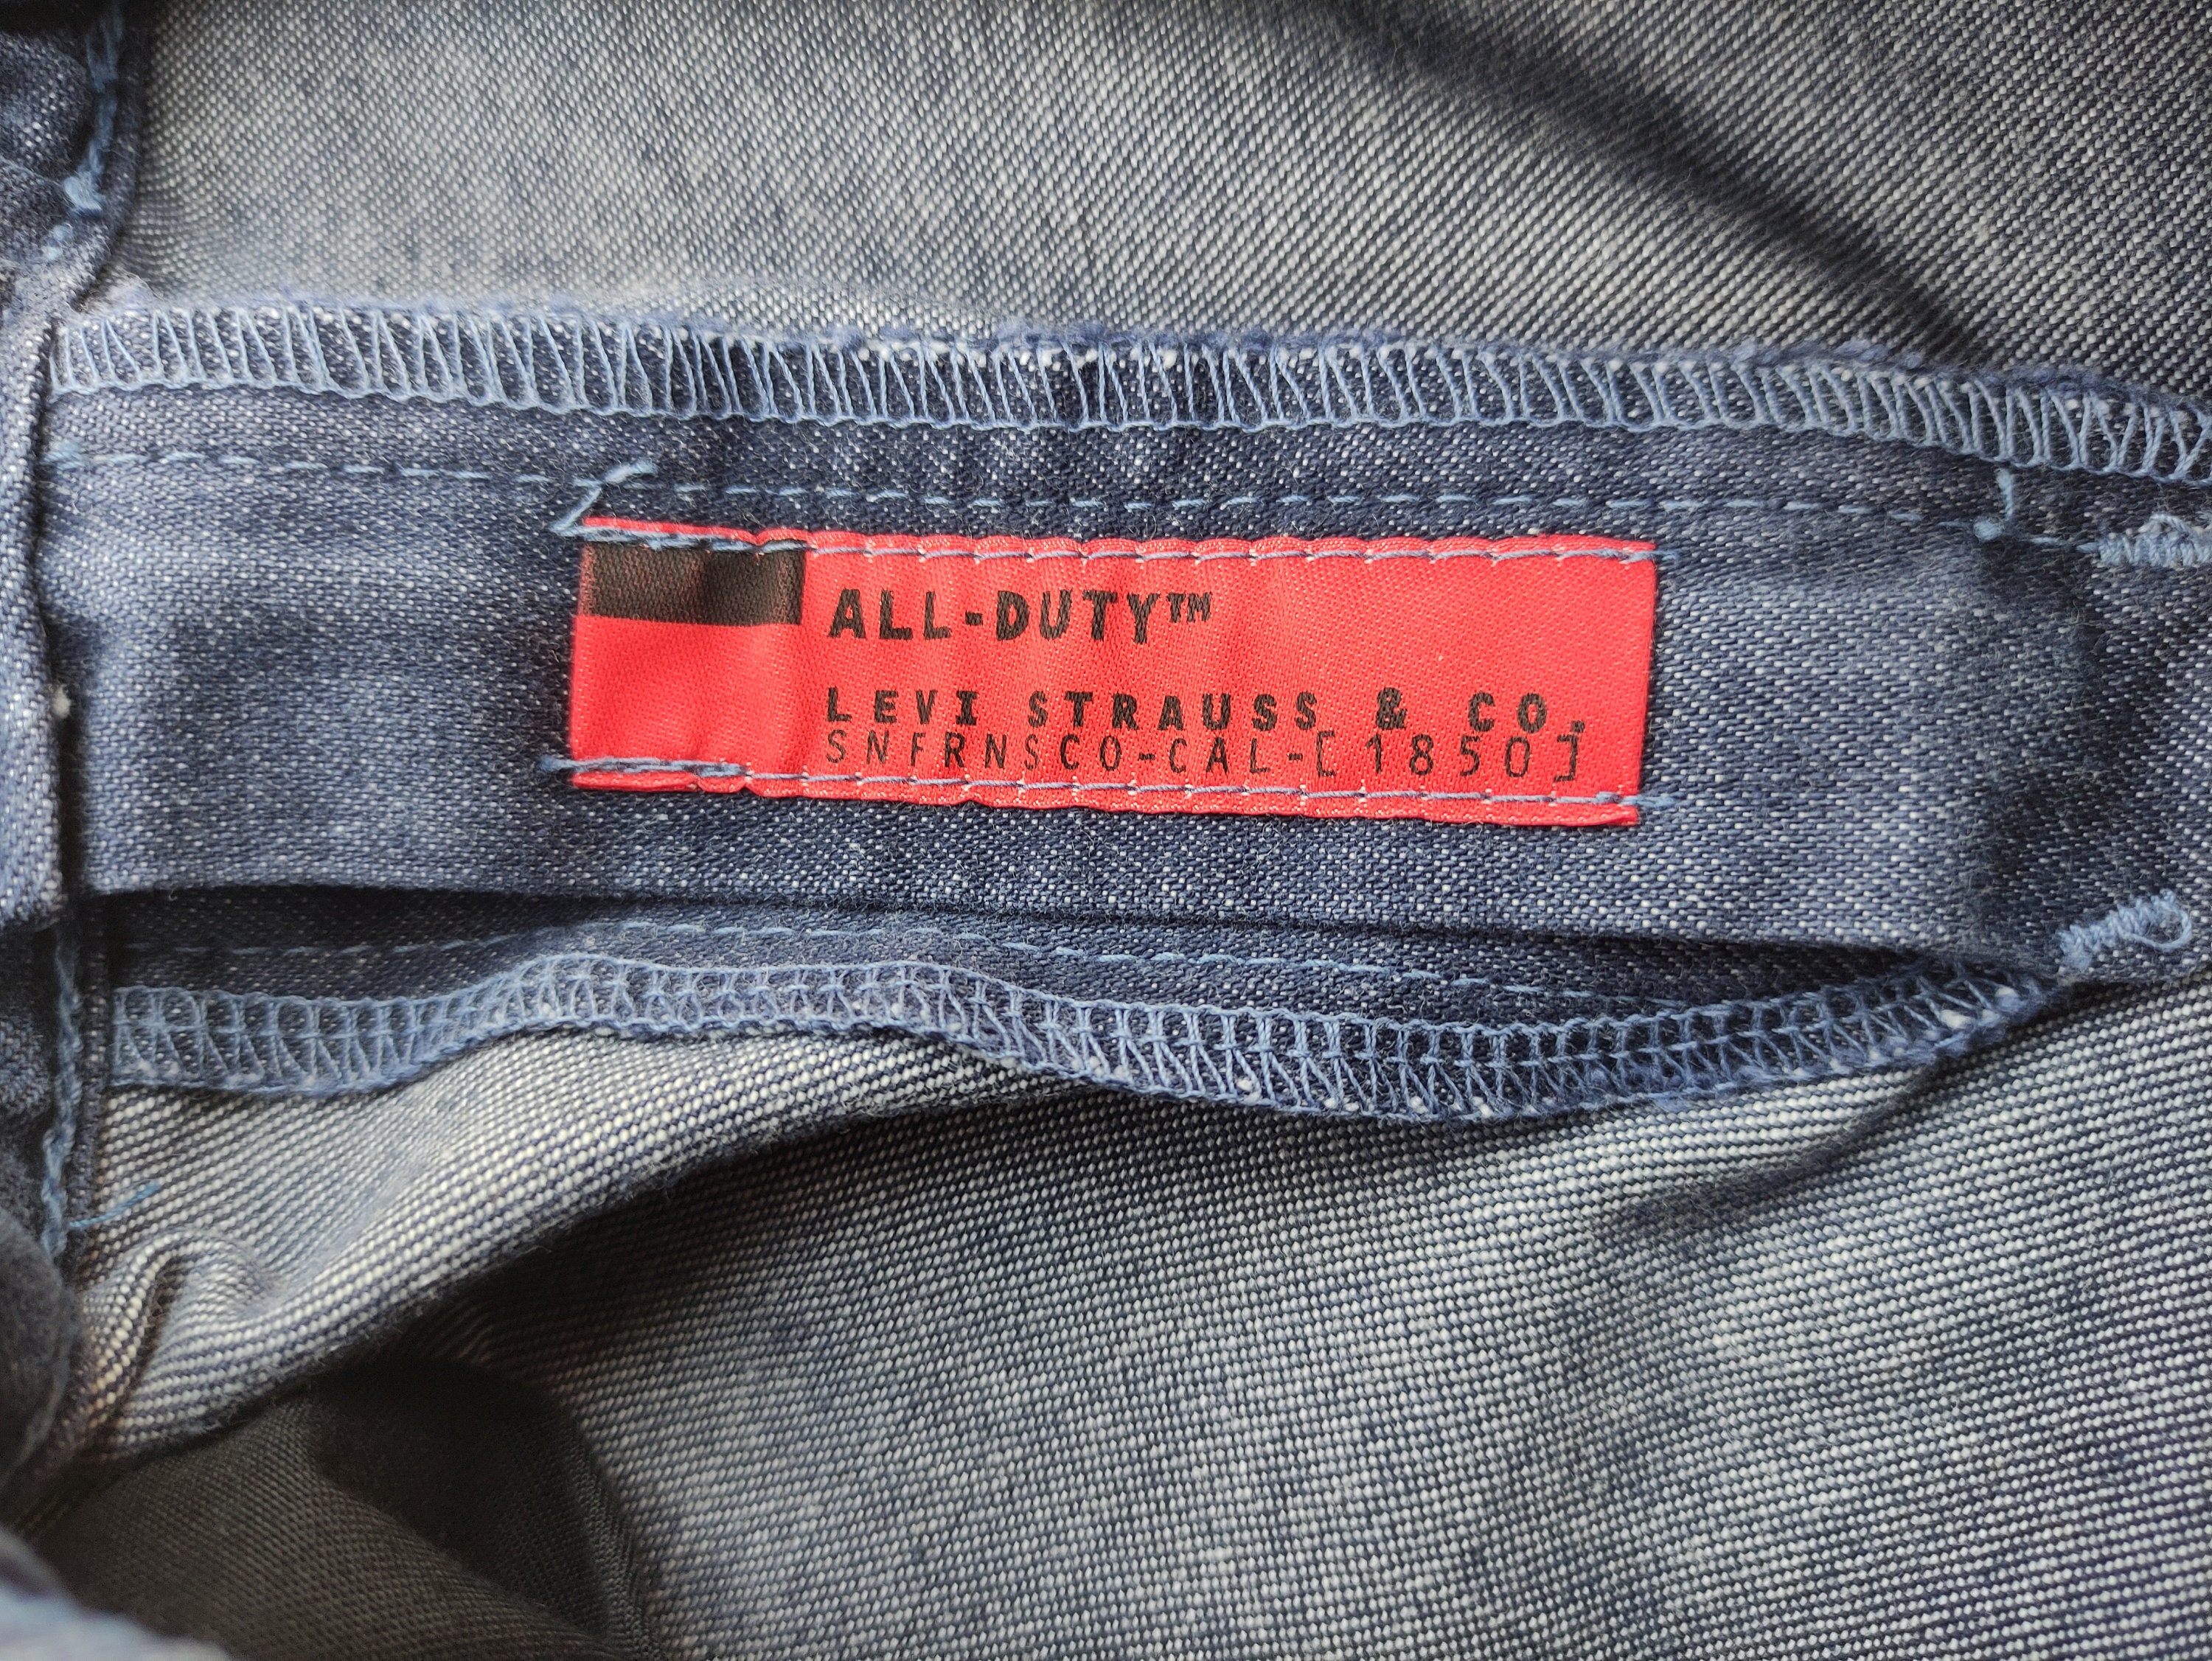 ALL-DUTY™
LEVI STRAUSS & CO.
SNFRNSCO-CAL-[1850]